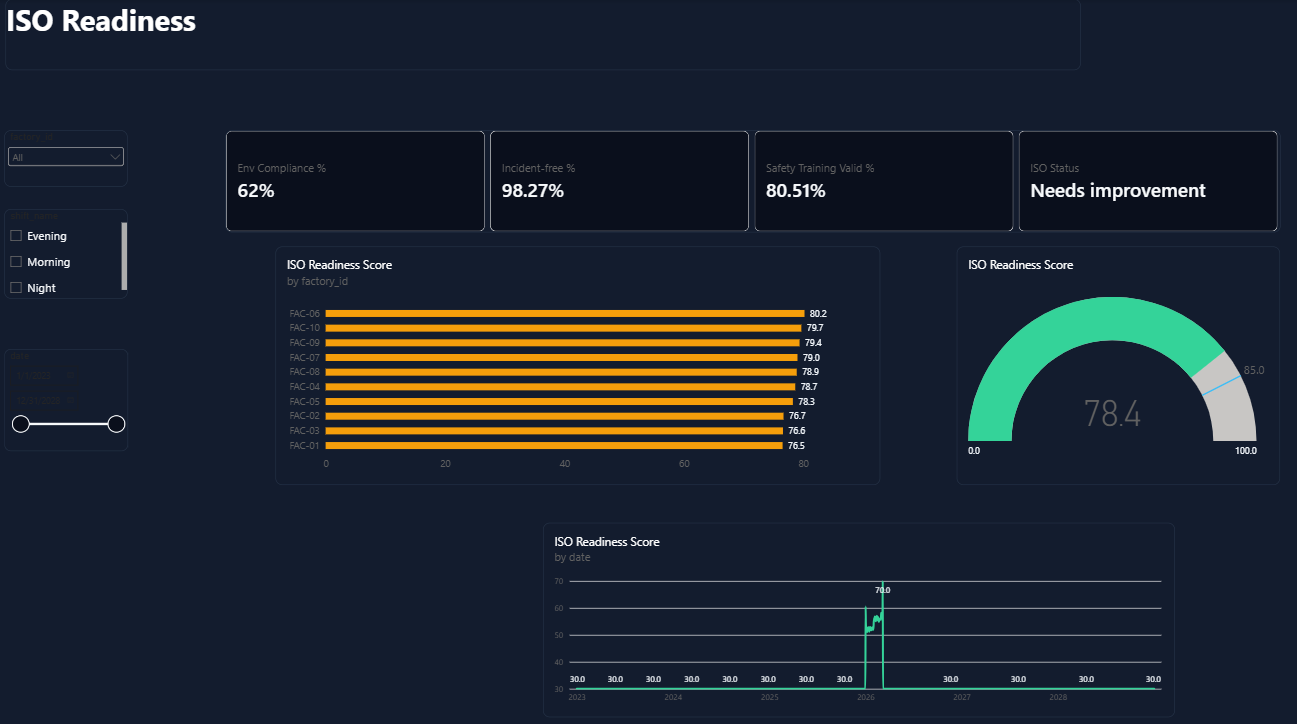 ISO Readiness
factory_id
All
shift_name
Evening
Morning
Night
date
1/1/2023
Env Compliance %
62%
Incident-free %
98.27%
Safety Training Valid %
80.51%
ISO Status
Needs improvement
ISO Readiness Score
by factory_id
FAC-06 80.2
FAC-10 79.7
FAC-09 79.4
FAC-07 79.0
FAC-08 78.9
FAC-04 78.7
FAC-05 78.3
FAC-02 76.7
FAC-03 76.6
FAC-01 76.5
0 20 40 60 80
ISO Readiness Score
85.0
78.4
0.0 100.0
ISO Readiness Score
by date
70
70.0
60
50
40
30.0 30.0 30.0 30.0 30.0 30.0 30.0 30.0 30.0 30.0 30.0 30.0
30
2023 2024 2025 2026 2027 2028